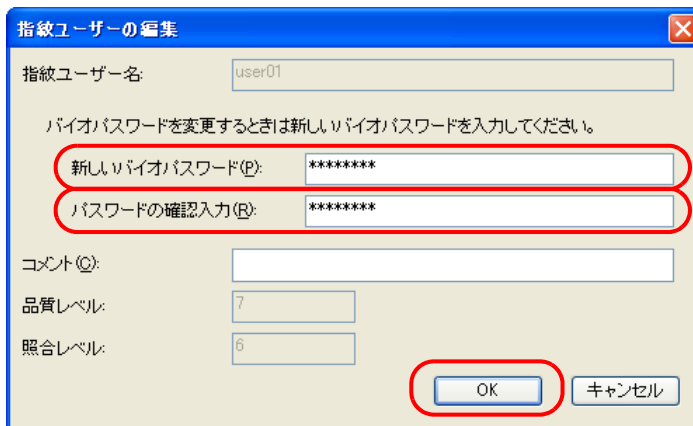 指紋ユーザーの編集
指紋ユーザー名: user01
バイオパスワードを変更するときは新しいバイオパスワードを入力してください。
新しいバイオパスワード(P): ********
パスワードの確認入力(R): ********
コメント(C):
品質レベル: 7
照合レベル: 6
OK キャンセル